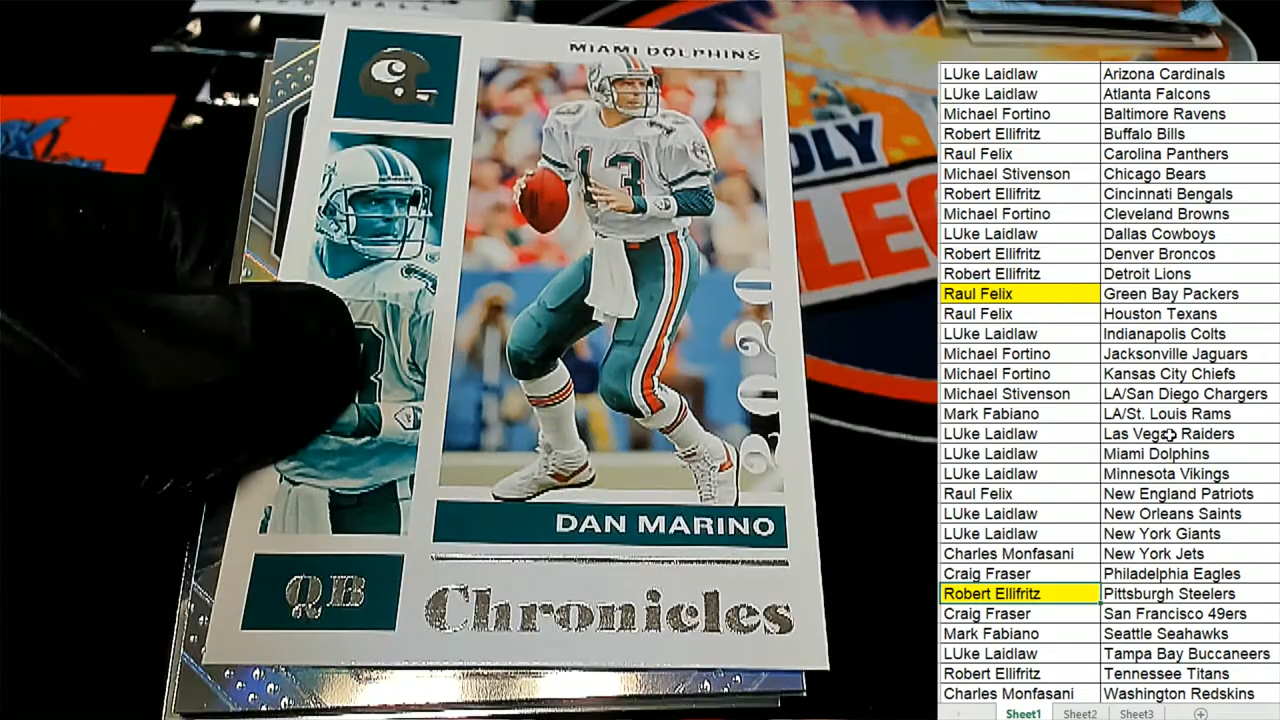 FOOTBALL
MIAMI DOLPHINS
C
13
2020
DAN MARINO
QB
Chronicles
LUke Laidlaw Arizona Cardinals
LUke Laidlaw Atlanta Falcons
Michael Fortino Baltimore Ravens
Robert Ellifritz Buffalo Bills
Raul Felix Carolina Panthers
Michael Stivenson Chicago Bears
Robert Ellifritz Cincinnati Bengals
Michael Fortino Cleveland Browns
LUke Laidlaw Dallas Cowboys
Robert Ellifritz Denver Broncos
Robert Ellifritz Detroit Lions
Raul Felix Green Bay Packers
Raul Felix Houston Texans
LUke Laidlaw Indianapolis Colts
Michael Fortino Jacksonville Jaguars
Michael Fortino Kansas City Chiefs
Michael Stivenson LA/San Diego Chargers
Mark Fabiano LA/St. Louis Rams
LUke Laidlaw Las Vegas Raiders
LUke Laidlaw Miami Dolphins
LUke Laidlaw Minnesota Vikings
Raul Felix New England Patriots
LUke Laidlaw New Orleans Saints
LUke Laidlaw New York Giants
Charles Monfasani New York Jets
Craig Fraser Philadelphia Eagles
Robert Ellifritz Pittsburgh Steelers
Craig Fraser San Francisco 49ers
Mark Fabiano Seattle Seahawks
LUke Laidlaw Tampa Bay Buccaneers
Robert Ellifritz Tennessee Titans
Charles Monfasani Washington Redskins
Sheet1 Sheet2 Sheet3